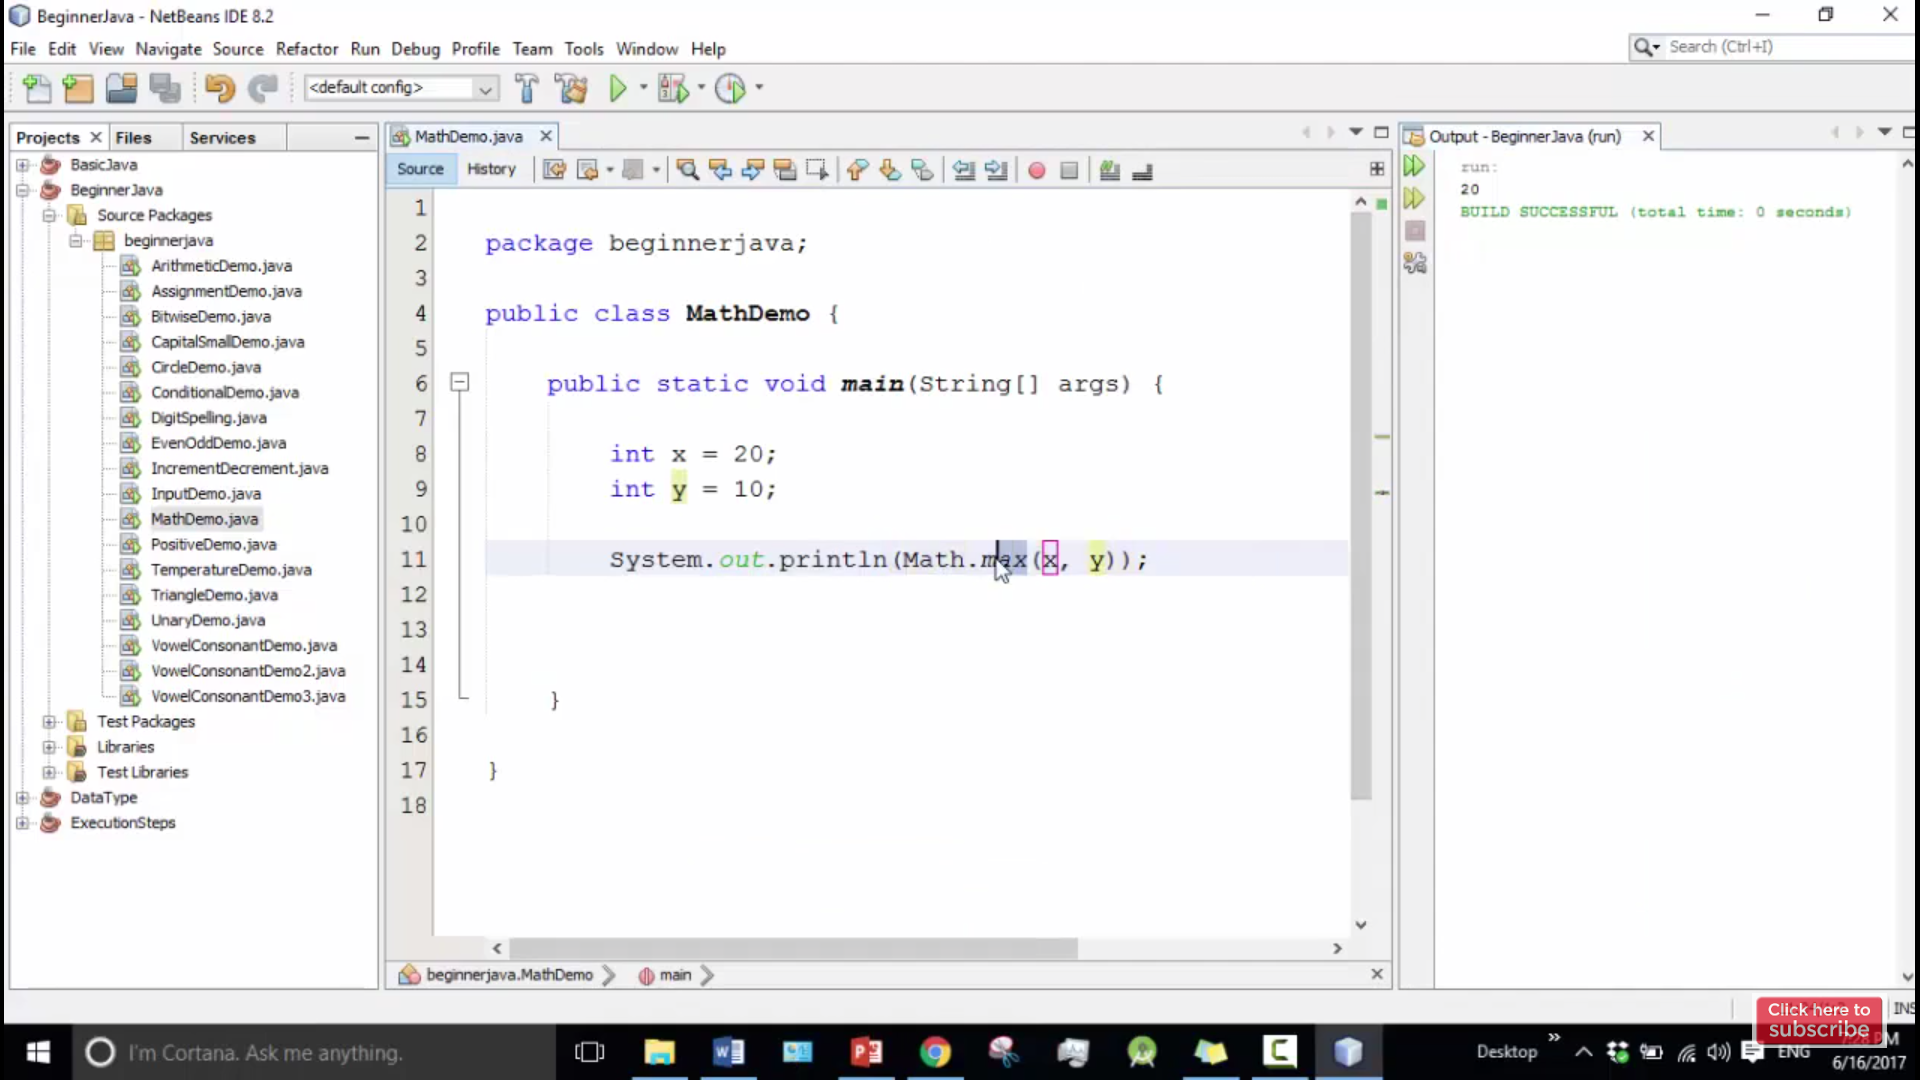 BeginnerJava - NetBeans IDE 8.2
File Edit View Navigate Source Refactor Run Debug Profile Team Tools Window Help
Search (Ctrl+I)
<default config>
Projects Files Services
MathDemo.java
Output - BeginnerJava (run)
Source History
BasicJava
BeginnerJava
Source Packages
beginnerjava
ArithmeticDemo.java
AssignmentDemo.java
BitwiseDemo.java
CapitalSmallDemo.java
CircleDemo.java
ConditionalDemo.java
DigitSpelling.java
EvenOddDemo.java
IncrementDecrement.java
InputDemo.java
MathDemo.java
PositiveDemo.java
TemperatureDemo.java
TriangleDemo.java
UnaryDemo.java
VowelConsonantDemo.java
VowelConsonantDemo2.java
VowelConsonantDemo3.java
Test Packages
Libraries
Test Libraries
DataType
ExecutionSteps
1
2 package beginnerjava;
3
4 public class MathDemo {
5
6 public static void main(String[] args) {
7
8 int x = 20;
9 int y = 10;
10
11 System.out.println(Math.max(x, y));
12
13
14
15 }
16
17 }
18
beginnerjava.MathDemo main
run:
20
BUILD SUCCESSFUL (total time: 0 seconds)
INS
Click here to
subscribe
I'm Cortana. Ask me anything.
Desktop
ENG
6/16/2017